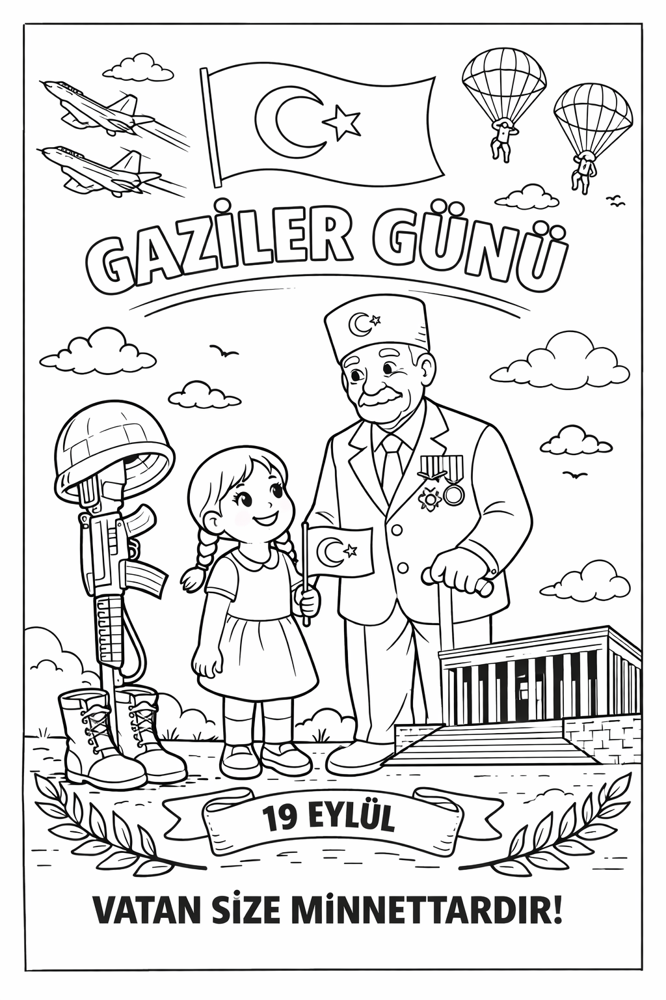 GAZİLER GÜNÜ
19 EYLÜL
VATAN SİZE MİNNETTARDIR!